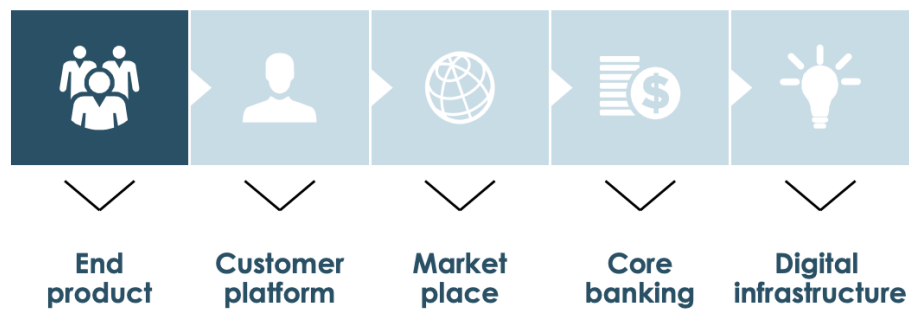 End
product
Customer
platform
Market
place
Core
banking
Digital
infrastructure
$